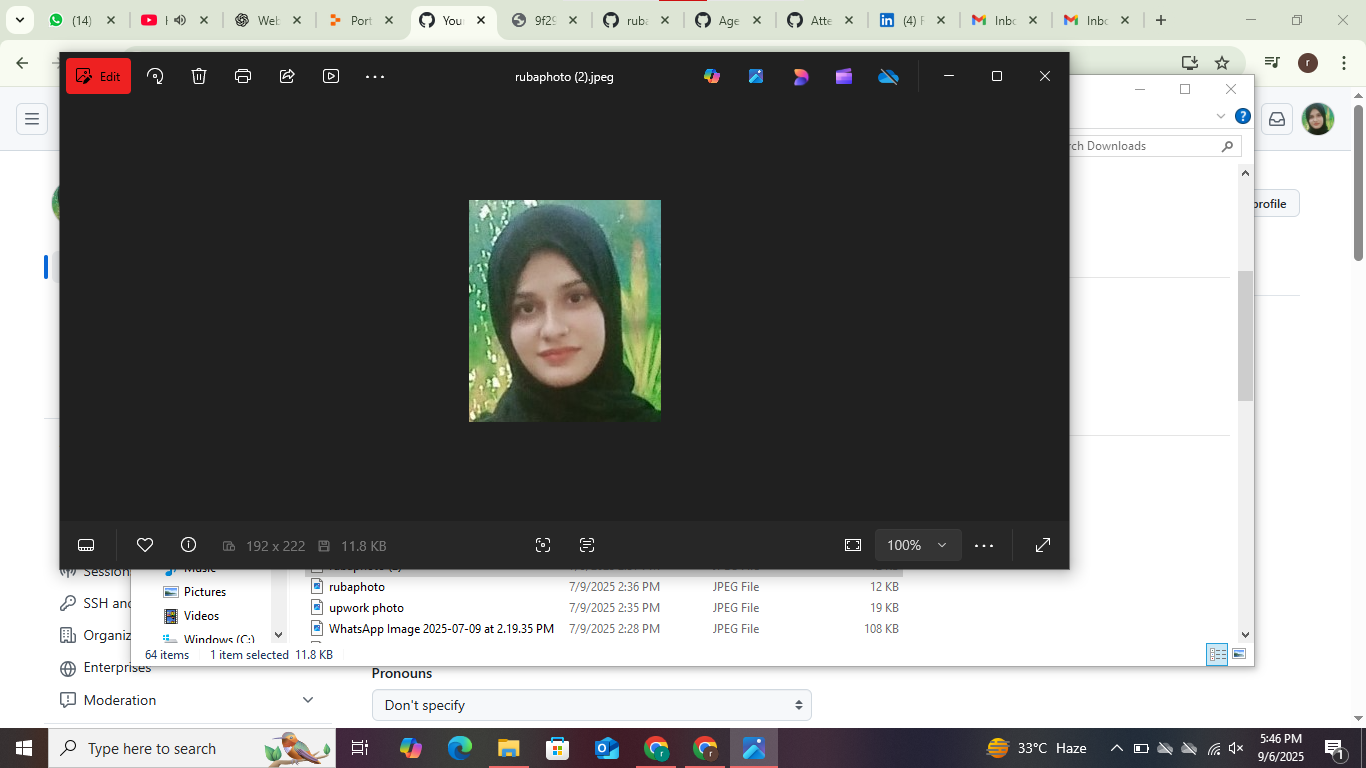 (14)
Web
Port
You
9f29
ruba
Age
Atte
(4) F
Inbo
Inbo
r
Edit
rubaphoto (2).jpeg
rch Downloads
profile
192 x 222
11.8 KB
100%
Music
Session
rubaphoto
7/9/2025 2:36 PM
JPEG File
12 KB
Pictures
SSH and
upwork photo
7/9/2025 2:35 PM
JPEG File
19 KB
Videos
WhatsApp Image 2025-07-09 at 2.19.35 PM
7/9/2025 2:28 PM
JPEG File
108 KB
Organiz
Windows (C:)
64 items
1 item selected 11.8 KB
Enterprises
Pronouns
Moderation
Don't specify
Type here to search
33°C Haze
5:46 PM
9/6/2025
1